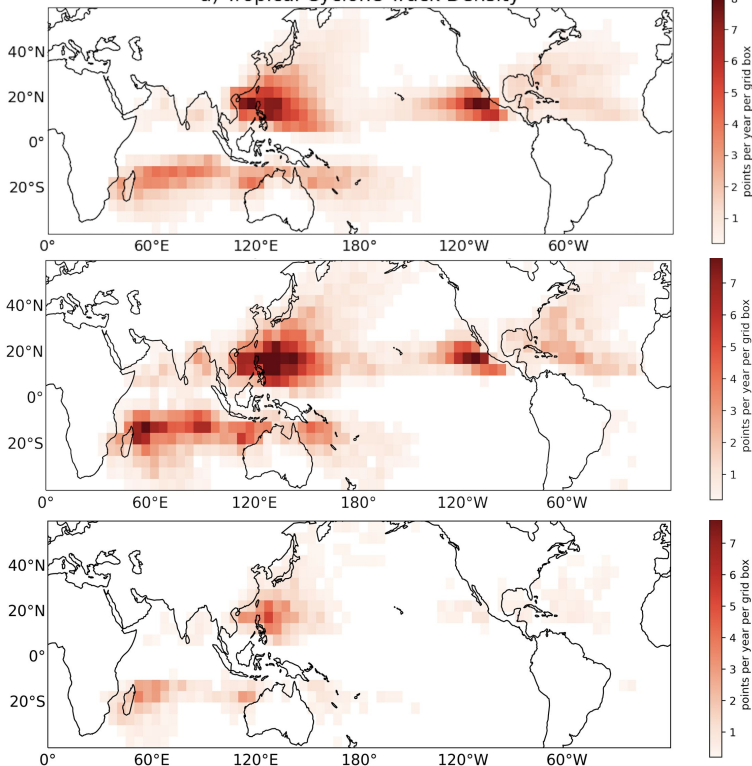 a) Tropical Cyclone Track Density
40°N
20°N
0°
20°S
0°
60°E
120°E
180°
120°W
60°W
8
7
6
5
4
3
2
1
points per year per grid box
40°N
20°N
0°
20°S
0°
60°E
120°E
180°
120°W
60°W
7
6
5
4
3
2
1
points per year per grid box
40°N
20°N
0°
20°S
0°
60°E
120°E
180°
120°W
60°W
7
6
5
4
3
2
1
points per year per grid box